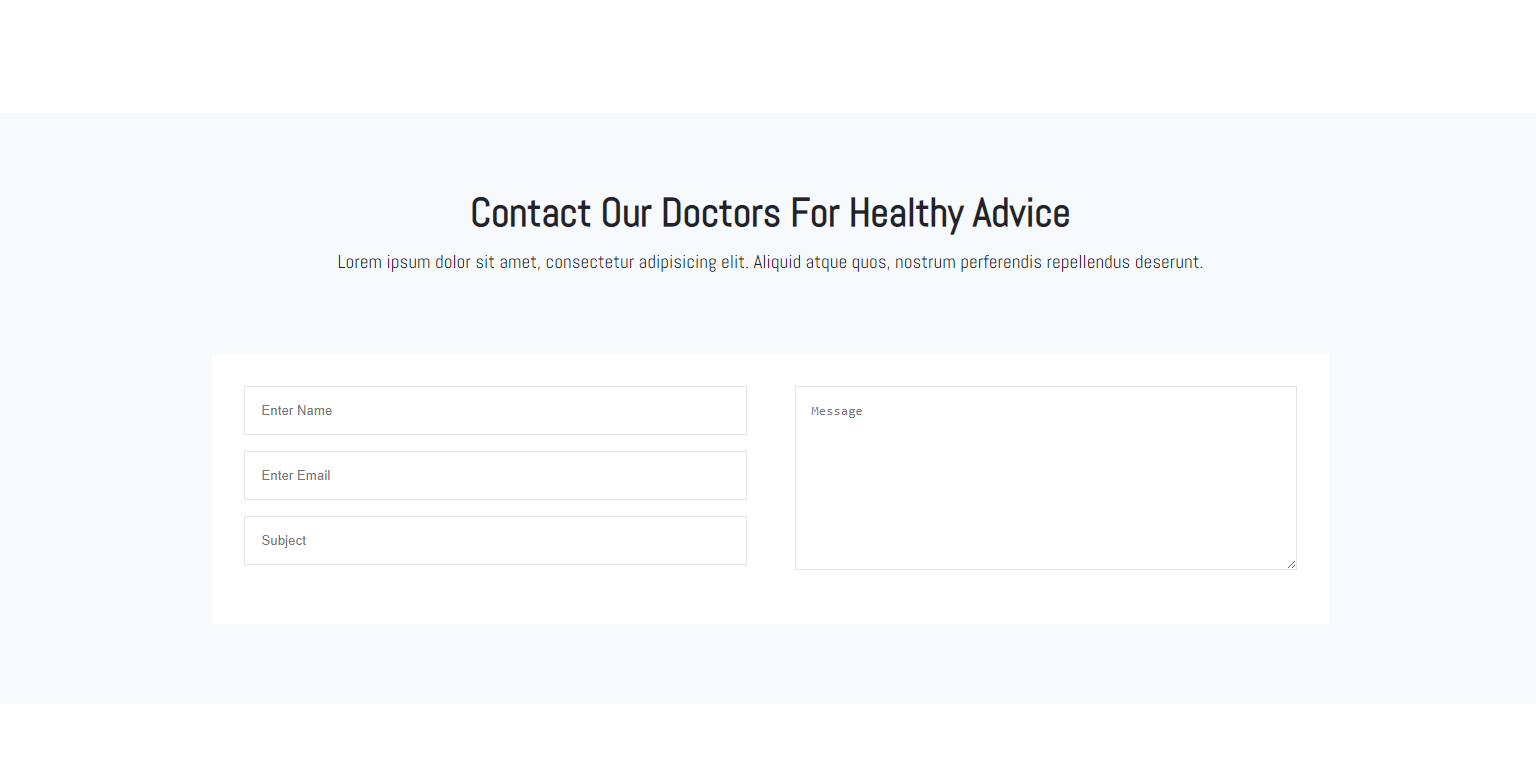 Contact Our Doctors For Healthy Advice
Lorem ipsum dolor sit amet, consectetur adipisicing elit. Aliquid atque quos, nostrum perferendis repellendus deserunt.
Enter Name
Enter Email
Subject
Message